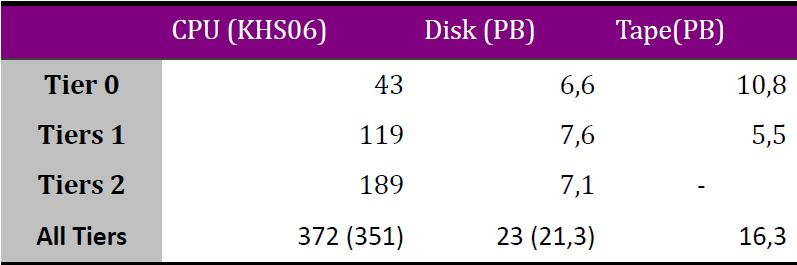 CPU (KHS06) Disk (PB) Tape(PB)
Tier 0 43 6,6 10,8
Tiers 1 119 7,6 5,5
Tiers 2 189 7,1 -
All Tiers 372 (351) 23 (21,3) 16,3